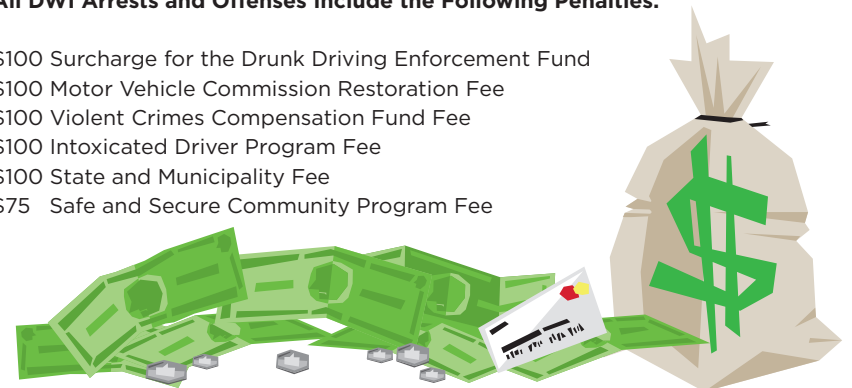 All DWI Arrests and Offenses Include the Following Penalties:
$100 Surcharge for the Drunk Driving Enforcement Fund
$100 Motor Vehicle Commission Restoration Fee
$100 Violent Crimes Compensation Fund Fee
$100 Intoxicated Driver Program Fee
$100 State and Municipality Fee
$75 Safe and Secure Community Program Fee
$